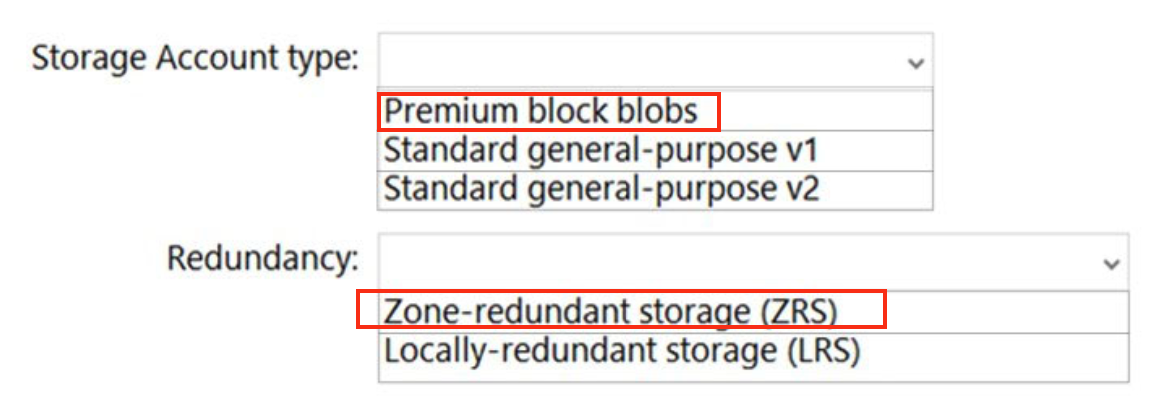 Storage Account type:
Premium block blobs
Standard general-purpose v1
Standard general-purpose v2
Redundancy:
Zone-redundant storage (ZRS)
Locally-redundant storage (LRS)